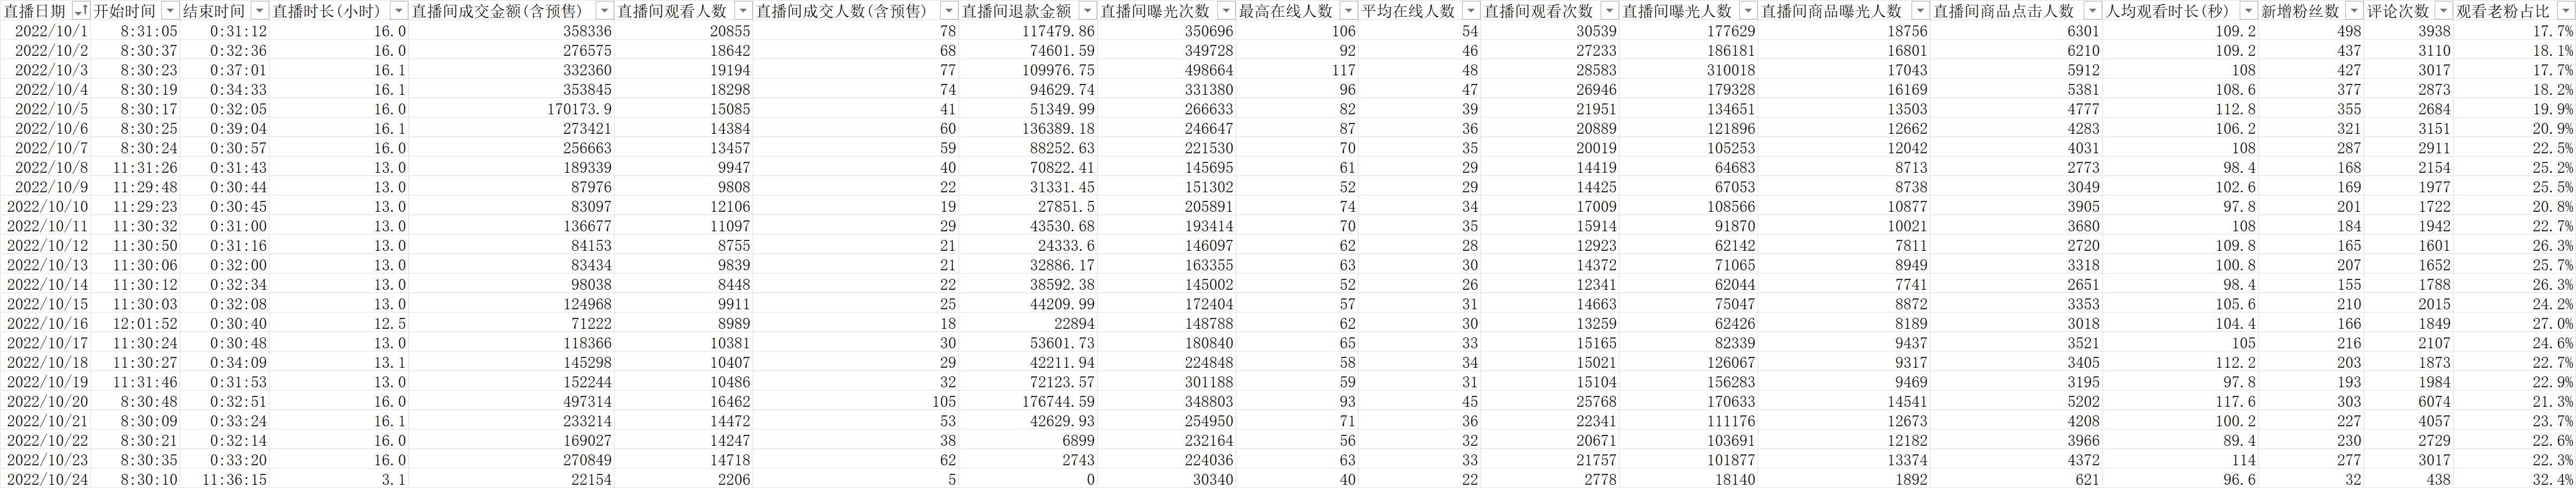 直播日期 开始时间 结束时间 直播时长(小时) 直播间成交金额(含预售) 直播间观看人数 直播间成交人数(含预售) 直播间退款金额 直播间曝光次数 最高在线人数 平均在线人数 直播间观看次数 直播间曝光人数 直播间商品曝光人数 直播间商品点击人数 人均观看时长(秒) 新增粉丝数 评论次数 观看老粉占比
2022/10/1 8:31:05 0:31:12 16.0 358336 20855 78 117479.86 350696 106 54 30539 177629 18756 6301 109.2 498 3938 17.7%
2022/10/2 8:30:37 0:32:36 16.0 276575 18642 68 74601.59 349728 92 46 27233 186181 16801 6210 109.2 437 3110 18.1%
2022/10/3 8:30:23 0:37:01 16.1 332360 19194 77 109976.75 498664 117 48 28583 310018 17043 5912 108 427 3017 17.7%
2022/10/4 8:30:19 0:34:33 16.1 353845 18298 74 94629.74 331380 96 47 26946 179328 16169 5381 108.6 377 2873 18.2%
2022/10/5 8:30:17 0:32:05 16.0 170173.9 15085 41 51349.99 266633 82 39 21951 134651 13503 4777 112.8 355 2684 19.9%
2022/10/6 8:30:25 0:39:04 16.1 273421 14384 60 136389.18 246647 87 36 20889 121896 12662 4283 106.2 321 3151 20.9%
2022/10/7 8:30:24 0:30:57 16.0 256663 13457 59 88252.63 221530 70 35 20019 105253 12042 4031 108 287 2911 22.5%
2022/10/8 11:31:26 0:31:43 13.0 189339 9947 40 70822.41 145695 61 29 14419 64683 8713 2773 98.4 168 2154 25.2%
2022/10/9 11:29:48 0:30:44 13.0 87976 9808 22 31331.45 151302 52 29 14425 67053 8738 3049 102.6 169 1977 25.5%
2022/10/10 11:29:23 0:30:45 13.0 83097 12106 19 27851.5 205891 74 34 17009 108566 10877 3905 97.8 201 1722 20.8%
2022/10/11 11:30:32 0:31:00 13.0 136677 11097 29 43530.68 193414 70 35 15914 91870 10021 3680 108 184 1942 22.7%
2022/10/12 11:30:50 0:31:16 13.0 84153 8755 21 24333.6 146097 62 28 12923 62142 7811 2720 109.8 165 1601 26.3%
2022/10/13 11:30:06 0:32:00 13.0 83434 9839 21 32886.17 163355 63 30 14372 71065 8949 3318 100.8 207 1652 25.7%
2022/10/14 11:30:12 0:32:34 13.0 98038 8448 22 38592.38 145002 52 26 12341 62044 7741 2651 98.4 155 1788 26.3%
2022/10/15 11:30:03 0:32:08 13.0 124968 9911 25 44209.99 172404 57 31 14663 75047 8872 3353 105.6 210 2015 24.2%
2022/10/16 12:01:52 0:30:40 12.5 71222 8989 18 22894 148788 62 30 13259 62426 8189 3018 104.4 166 1849 27.0%
2022/10/17 11:30:24 0:30:48 13.0 118366 10381 30 53601.73 180840 65 33 15165 82339 9437 3521 105 216 2107 24.6%
2022/10/18 11:30:27 0:34:09 13.1 145298 10407 29 42211.94 224848 58 34 15021 126067 9317 3405 112.2 203 1873 22.7%
2022/10/19 11:31:46 0:31:53 13.0 152244 10486 32 72123.57 301188 59 31 15104 156283 9469 3195 97.8 193 1984 22.9%
2022/10/20 8:30:48 0:32:51 16.0 497314 16462 105 176744.59 348803 93 45 25768 170633 14541 5202 117.6 303 6074 21.3%
2022/10/21 8:30:09 0:33:24 16.1 233214 14472 53 42629.93 254950 71 36 22341 111176 12673 4208 100.2 227 4057 23.7%
2022/10/22 8:30:21 0:32:14 16.0 169027 14247 38 6899 232164 56 32 20671 103691 12182 3966 89.4 230 2729 22.6%
2022/10/23 8:30:35 0:33:20 16.0 270849 14718 62 2743 224036 63 33 21757 101877 13374 4372 114 277 3017 22.3%
2022/10/24 8:30:10 11:36:15 3.1 22154 2206 5 0 30340 40 22 2778 18140 1892 621 96.6 32 438 32.4%